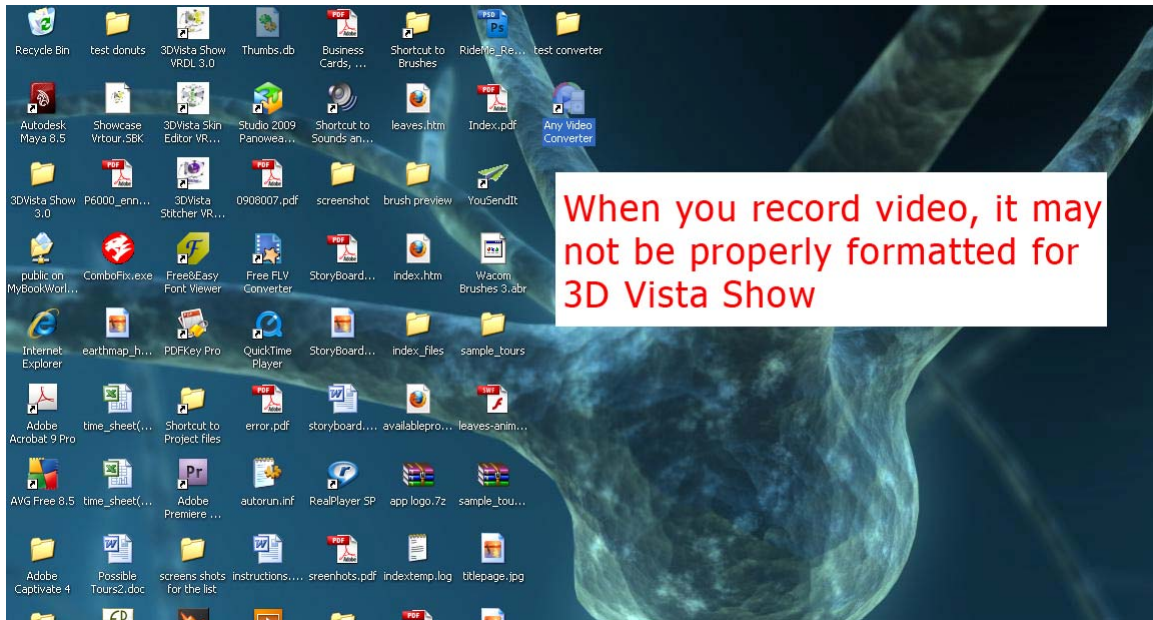 Recycle Bin
test donuts
3DVista Show
VRDL 3.0
Thumbs.db
Business
Cards, ...
Shortcut to
Brushes
RideMe_Re...
test converter
Autodesk
Maya 8.5
Showcase
Vrtour.SBK
3DVista Skin
Editor VR...
Studio 2009
Panowea...
Shortcut to
Sounds an...
leaves.htm
Index.pdf
Any Video
Converter
3DVista Show
3.0
P6000_enn...
3DVista
Stitcher VR...
0908007.pdf
screenshot
brush preview
YouSendIt
When you record video, it may
not be properly formatted for
3D Vista Show
public on
MyBookWorl...
ComboFix.exe
Free&Easy
Font Viewer
Free FLV
Converter
StoryBoard...
index.htm
Wacom
Brushes 3.abr
Internet
Explorer
earthmap_h...
PDFKey Pro
QuickTime
Player
StoryBoard...
index_files
sample_tours
Adobe
Acrobat 9 Pro
time_sheet(...
Shortcut to
Project files
error.pdf
storyboard....
availablepro...
leaves-anim...
AVG Free 8.5
time_sheet(...
Adobe
Premiere ...
autorun.inf
RealPlayer SP
app logo.7z
sample_tou...
Adobe
Captivate 4
Possible
Tours2.doc
screens shots
for the list
instructions....
sreenhots.pdf
indextemp.log
titlepage.jpg